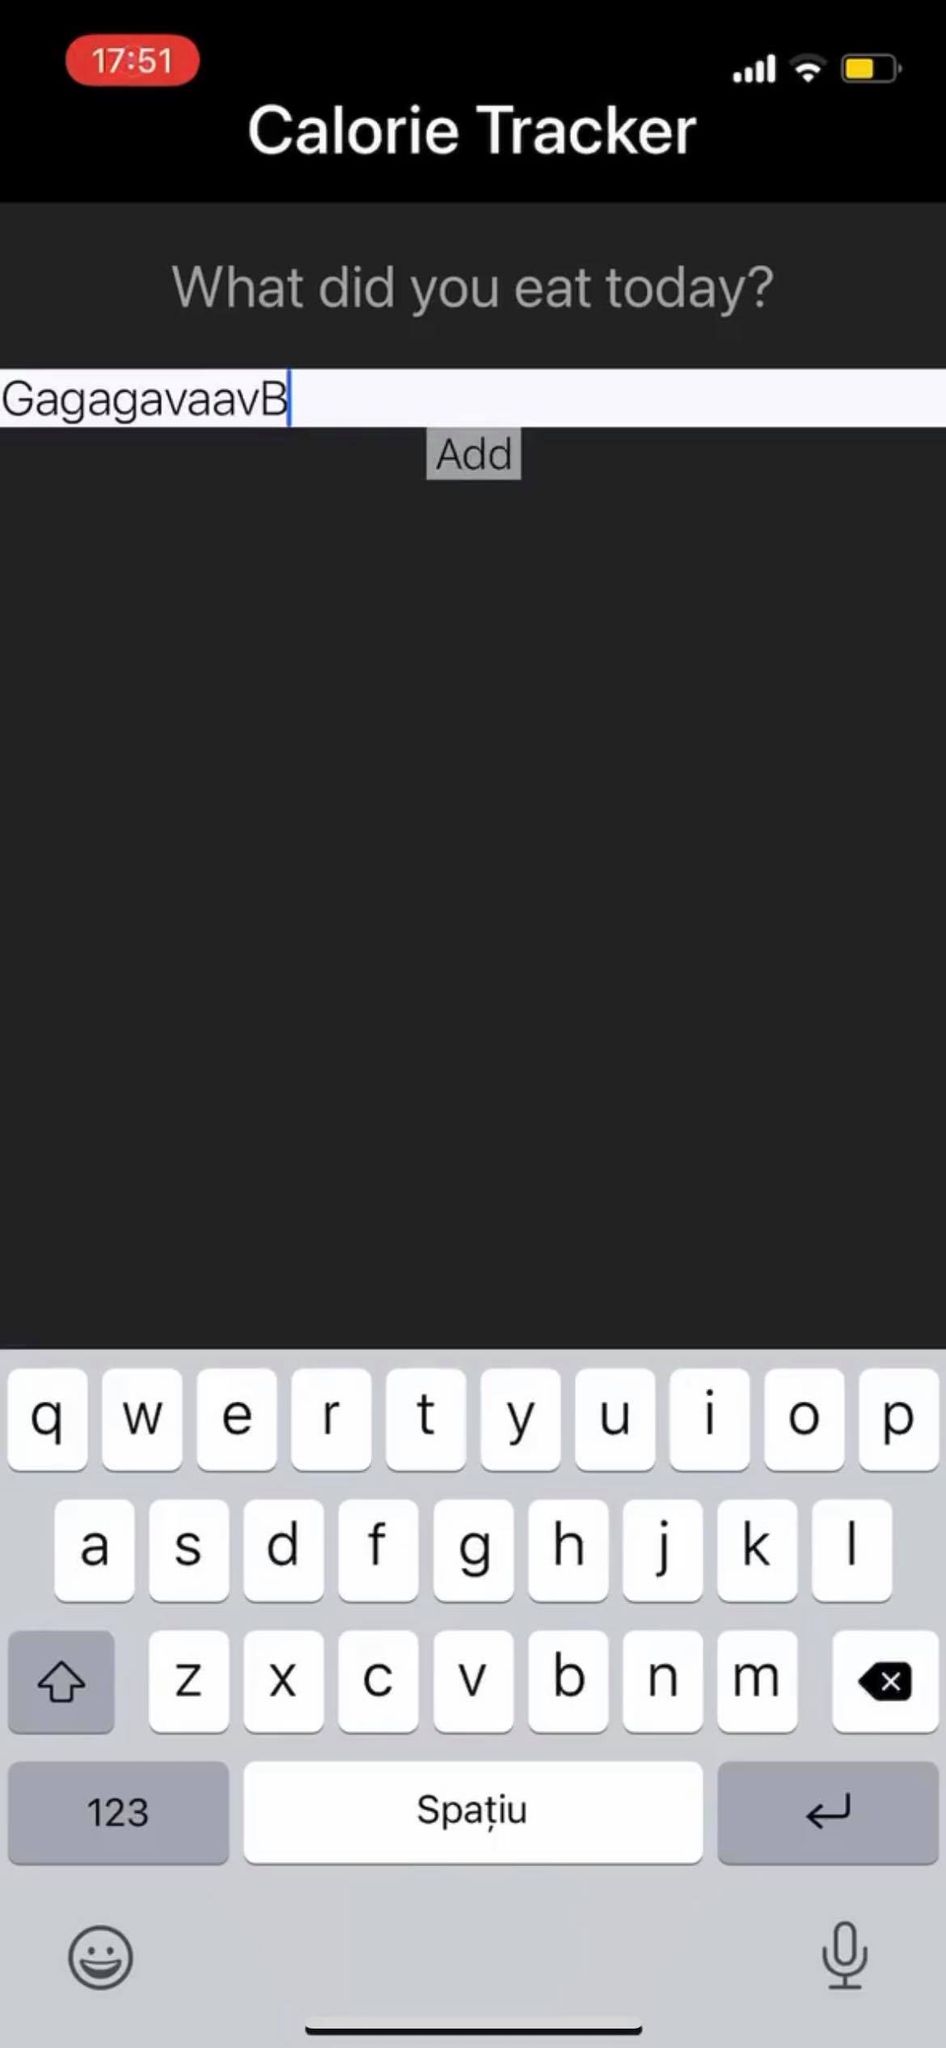 17:51
Calorie Tracker
What did you eat today?
GagagavaavB
Add
q w e r t y u i o p
a s d f g h j k l
z x c v b n m
123 Spațiu